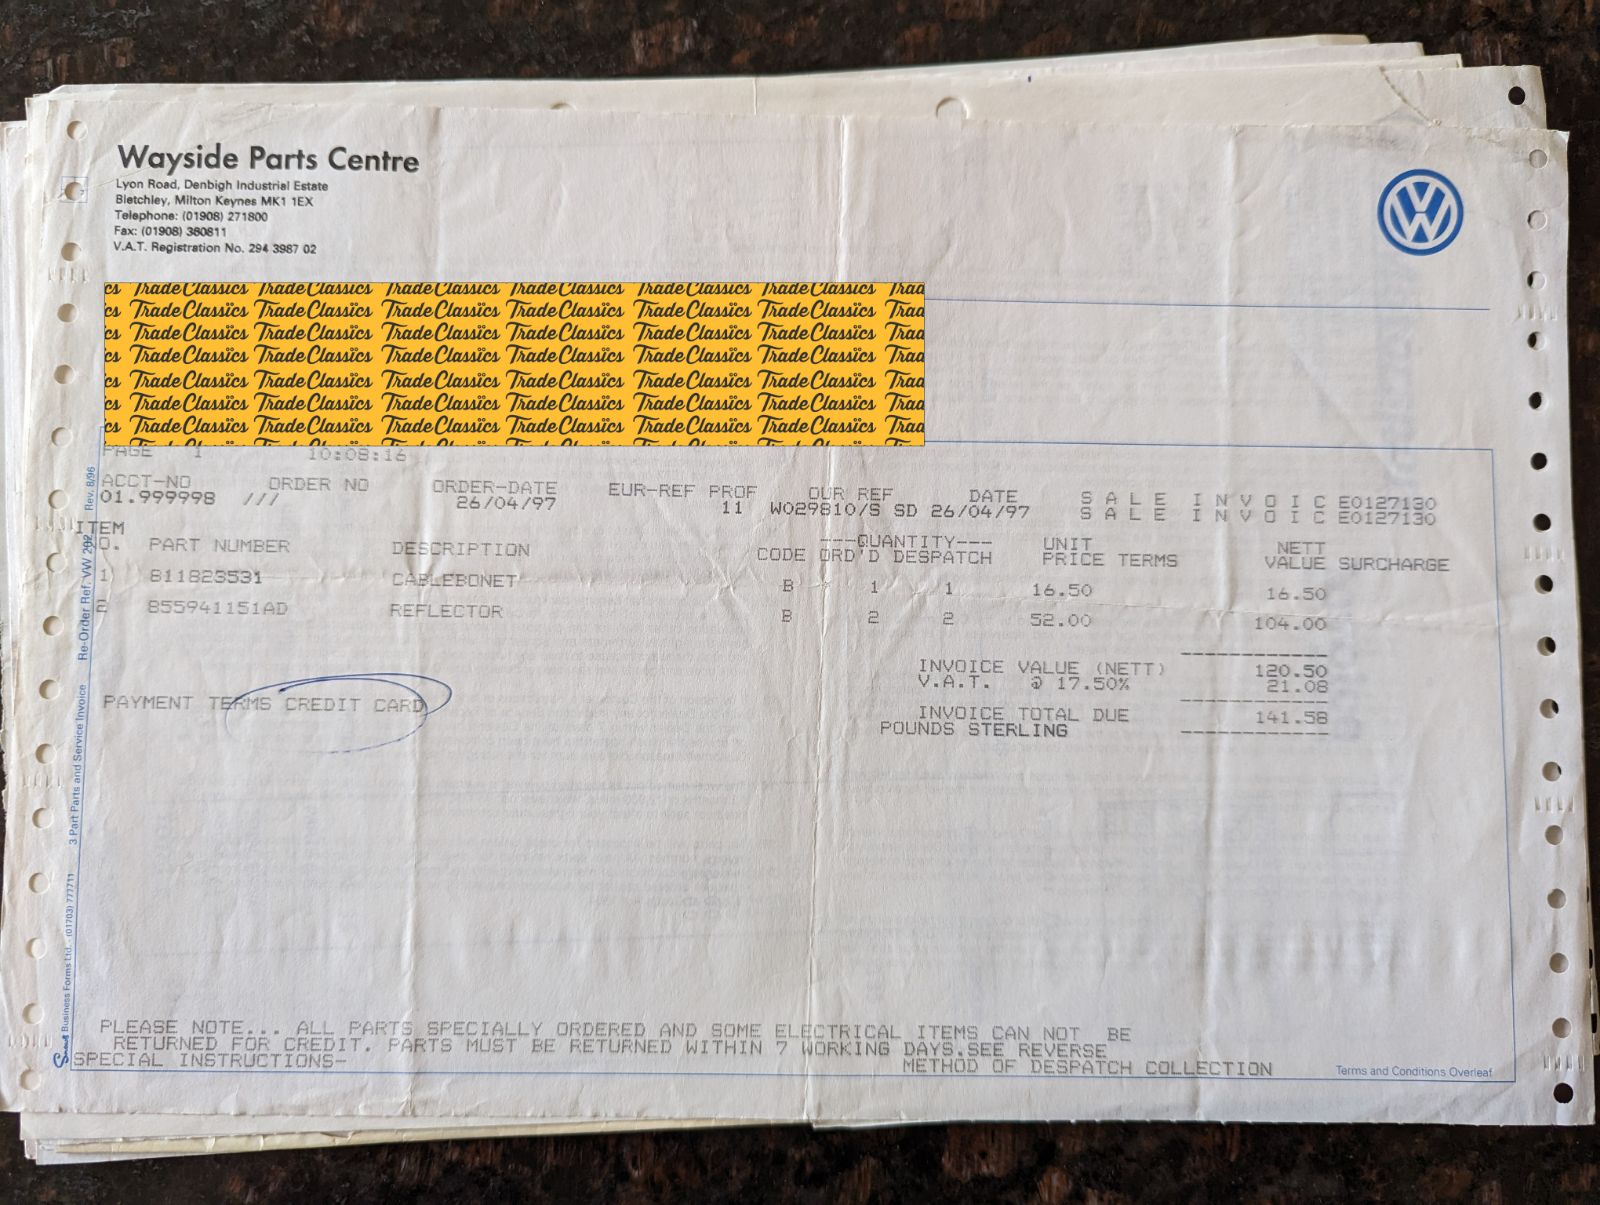 Wayside Parts Centre
Lyon Road, Denbigh Industrial Estate
Bletchley, Milton Keynes MK1 1EX
Telephone: (01908) 271800
Fax: (01908) 380811
V.A.T. Registration No. 294 3987 02
Trade Classics
PAGE 1 10:08:16
ACCT-NO ORDER NO ORDER-DATE EUR-REF PROF OUR REF DATE S A L E I N V O I C E0127130
01.999998 /// 26/04/97 11 W029810/S SD 26/04/97 S A L E I N V O I C E0127130
ITEM ---QUANTITY--- UNIT NETT
NO. PART NUMBER DESCRIPTION CODE ORD'D DESPATCH PRICE TERMS VALUE SURCHARGE
1 811823531 CABLEBONET B 1 1 16.50 16.50
2 855941151AD REFLECTOR B 2 2 52.00 104.00
INVOICE VALUE (NETT) 120.50
V.A.T. @ 17.50% 21.08
PAYMENT TERMS CREDIT CARD
INVOICE TOTAL DUE 141.58
POUNDS STERLING
PLEASE NOTE... ALL PARTS SPECIALLY ORDERED AND SOME ELECTRICAL ITEMS CAN NOT BE
RETURNED FOR CREDIT. PARTS MUST BE RETURNED WITHIN 7 WORKING DAYS.SEE REVERSE
SPECIAL INSTRUCTIONS- METHOD OF DESPATCH COLLECTION
Terms and Conditions Overleaf
Business Forms Ltd. - (01703) 777711 3 Part Parts and Service Invoice Re-Order Ref. VW 202 Rev. 8/96